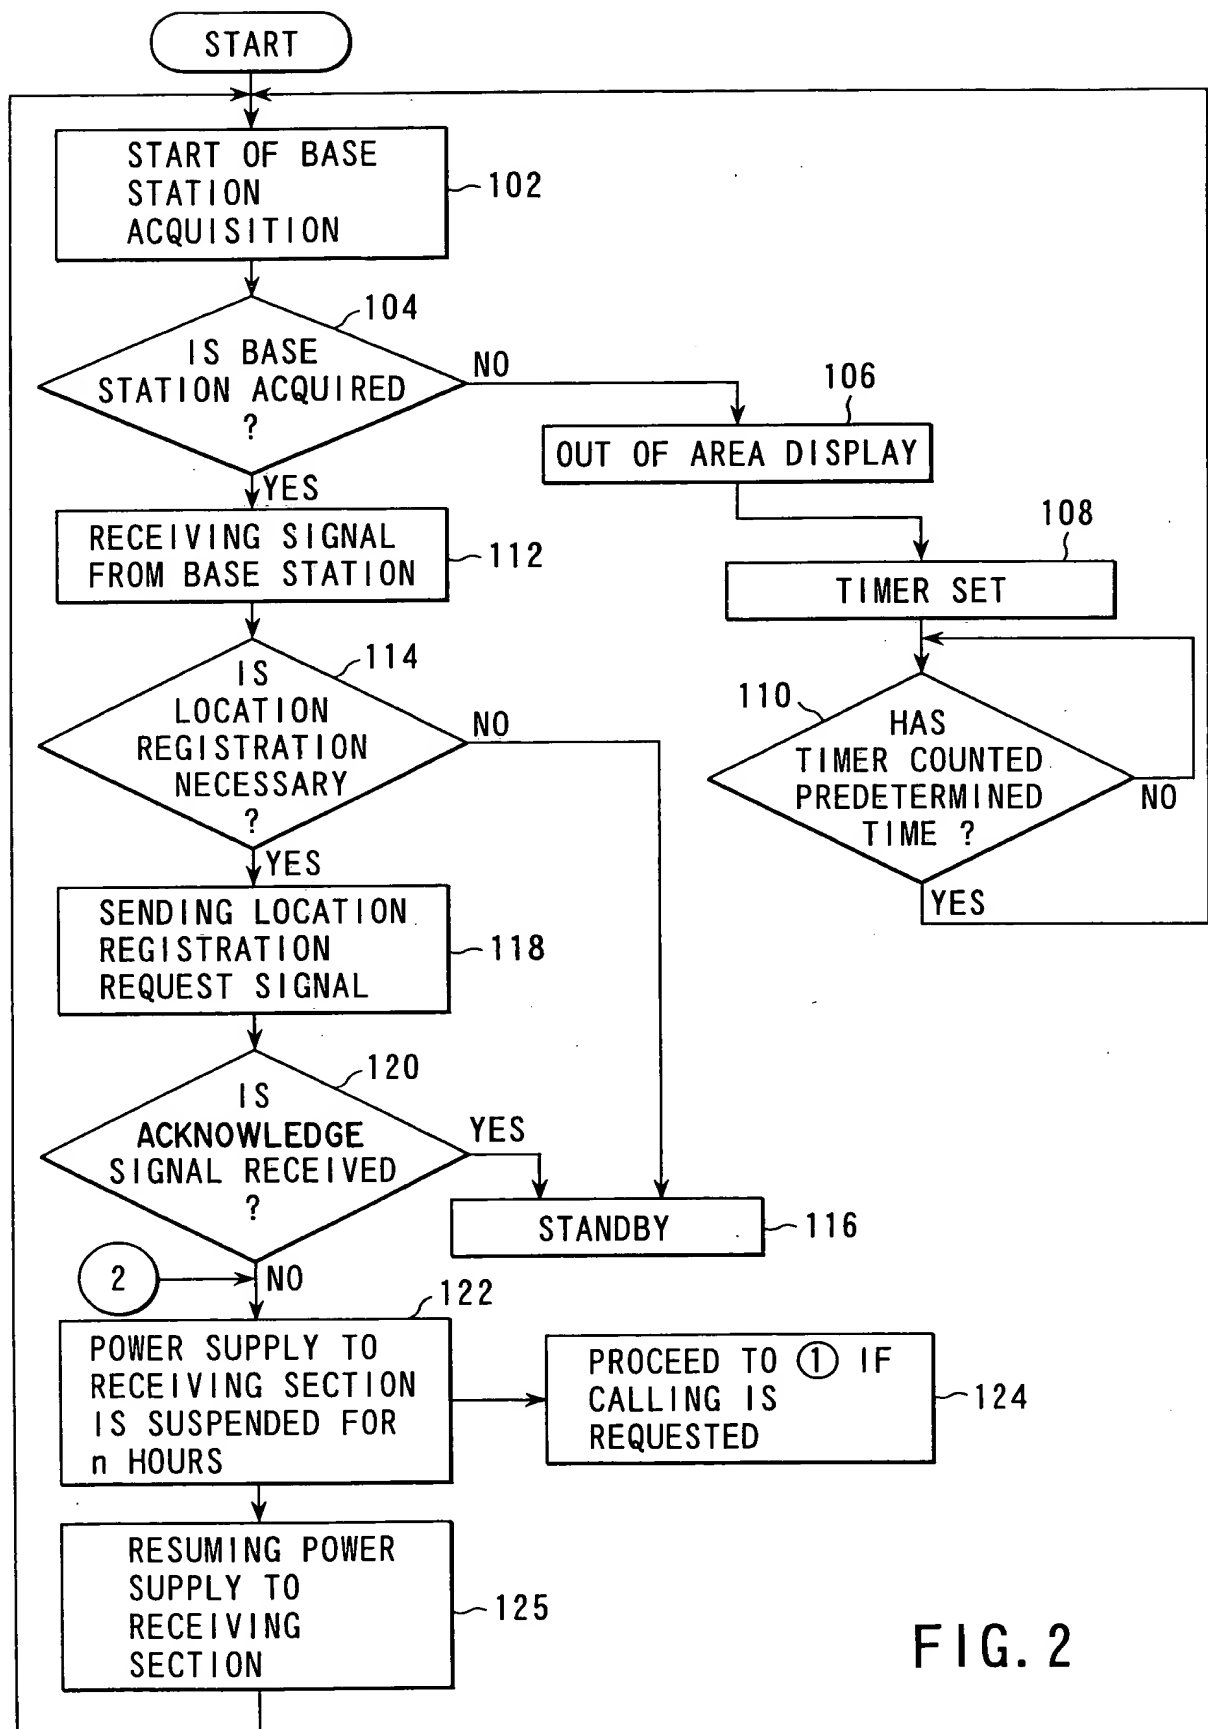 START
START OF BASE
STATION
ACQUISITION
102
104
IS BASE
STATION ACQUIRED
?
NO
YES
106
OUT OF AREA DISPLAY
108
TIMER SET
110
HAS
TIMER COUNTED
PREDETERMINED
TIME ?
NO
YES
RECEIVING SIGNAL
FROM BASE STATION
112
114
IS
LOCATION
REGISTRATION
NECESSARY
?
NO
YES
SENDING LOCATION
REGISTRATION
REQUEST SIGNAL
118
120
IS
ACKNOWLEDGE
SIGNAL RECEIVED
?
YES
STANDBY
116
2
NO
122
POWER SUPPLY TO
RECEIVING SECTION
IS SUSPENDED FOR
n HOURS
PROCEED TO ① IF
CALLING IS
REQUESTED
124
RESUMING POWER
SUPPLY TO
RECEIVING
SECTION
125
FIG. 2